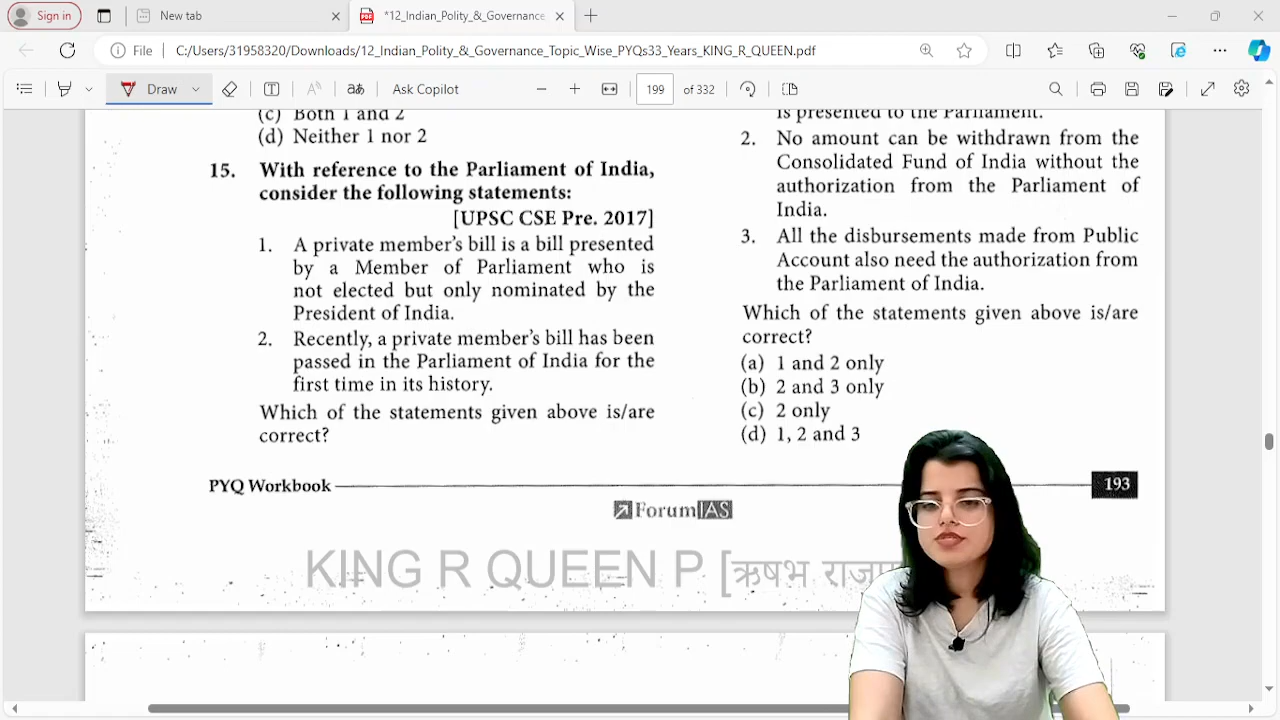 Sign in
New tab
*12_Indian_Polity_&_Governance
File
C:/Users/31958320/Downloads/12_Indian_Polity_&_Governance_Topic_Wise_PYQs33_Years_KING_R_QUEEN.pdf
Draw
aあ
Ask Copilot
199 of 332
(c) Both 1 and 2
(d) Neither 1 nor 2
15. With reference to the Parliament of India,
consider the following statements:
[UPSC CSE Pre. 2017]
1. A private member's bill is a bill presented
by a Member of Parliament who is
not elected but only nominated by the
President of India.
2. Recently, a private member's bill has been
passed in the Parliament of India for the
first time in its history.
Which of the statements given above is/are
correct?
is presented to the Parliament.
2. No amount can be withdrawn from the
Consolidated Fund of India without the
authorization from the Parliament of
India.
3. All the disbursements made from Public
Account also need the authorization from
the Parliament of India.
Which of the statements given above is/are
correct?
(a) 1 and 2 only
(b) 2 and 3 only
(c) 2 only
(d) 1, 2 and 3
PYQ Workbook
193
ForumIAS
KING R QUEEN P [ऋषभ